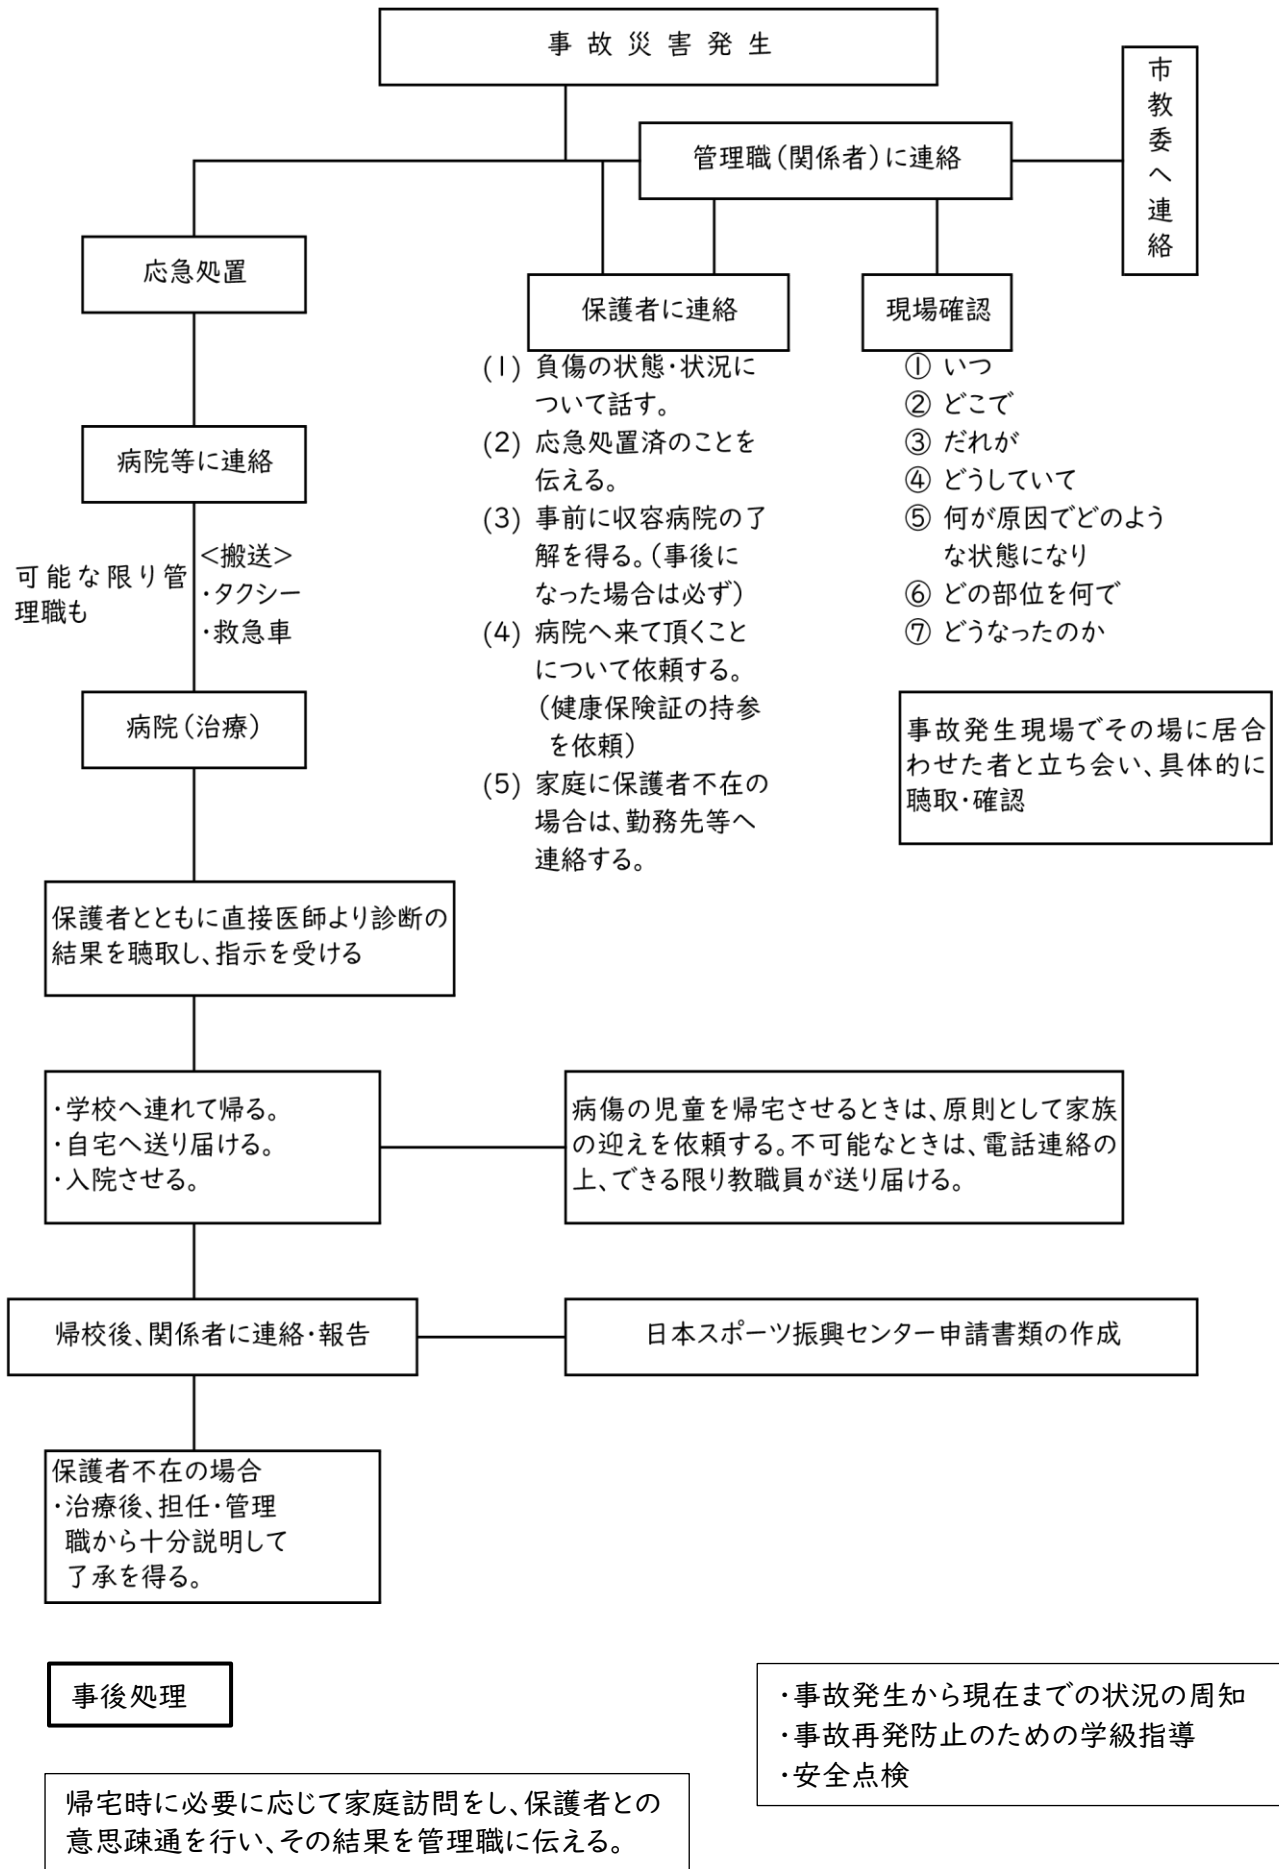 事故災害発生
市教委へ連絡
管理職（関係者）に連絡
応急処置
保護者に連絡
現場確認
(1) 負傷の状態・状況に
ついて話す。
(2) 応急処置済のことを
伝える。
(3) 事前に収容病院の了
解を得る。（事後に
なった場合は必ず）
(4) 病院へ来て頂くこと
について依頼する。
（健康保険証の持参
を依頼）
(5) 家庭に保護者不在の
場合は、勤務先等へ
連絡する。
① いつ
② どこで
③ だれが
④ どうしていて
⑤ 何が原因でどのよう
な状態になり
⑥ どの部位を何で
⑦ どうなったのか
事故発生現場でその場に居合
わせた者と立ち会い、具体的に
聴取・確認
病院等に連絡
可能な限り管
理職も
＜搬送＞
・タクシー
・救急車
病院（治療）
保護者とともに直接医師より診断の
結果を聴取し、指示を受ける
・学校へ連れて帰る。
・自宅へ送り届ける。
・入院させる。
病傷の児童を帰宅させるときは、原則として家族
の迎えを依頼する。不可能なときは、電話連絡の
上、できる限り教職員が送り届ける。
帰校後、関係者に連絡・報告
日本スポーツ振興センター申請書類の作成
保護者不在の場合
・治療後、担任・管理
職から十分説明して
了承を得る。
事後処理
・事故発生から現在までの状況の周知
・事故再発防止のための学級指導
・安全点検
帰宅時に必要に応じて家庭訪問をし、保護者との
意思疎通を行い、その結果を管理職に伝える。